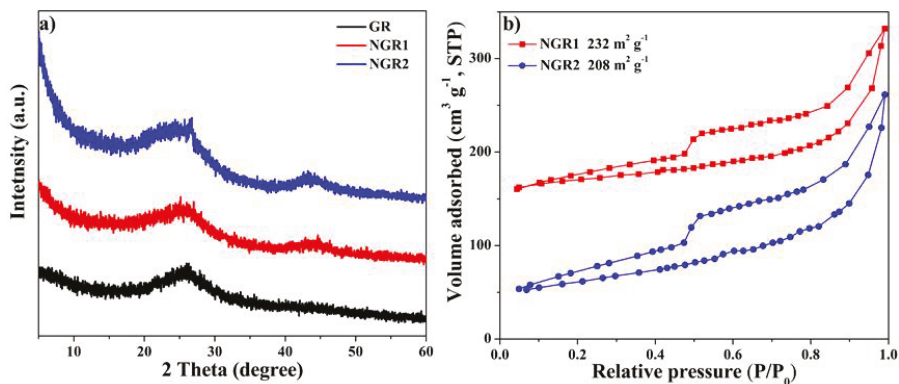 a)
GR
NGR1
NGR2
Intetnsity (a.u.)
10 20 30 40 50 60
2 Theta (degree)
b)
NGR1 232 m² g⁻¹
NGR2 208 m² g⁻¹
Volume adsorbed (cm³ g⁻¹, STP)
300
200
100
0
0.0 0.2 0.4 0.6 0.8 1.0
Relative pressure (P/P₀)